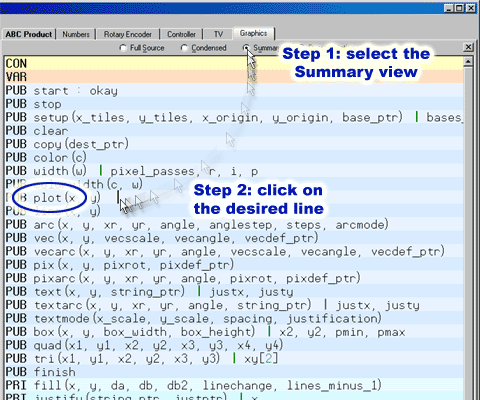 ABC Product Numbers Rotary Encoder Controller TV Graphics
Full Source Condensed Summary
Step 1: select the
Summary view
CON
VAR
PUB start : okay
PUB stop
PUB setup(x_tiles, y_tiles, x_origin, y_origin, base_ptr) | bases_
PUB clear
PUB copy(dest_ptr)
PUB color(c)
PUB width(w) | pixel_passes, r, i, p
(c, w)
Step 2: click on
the desired line
plot(x, y)
PUB y)
PUB arc(x, y, xr, yr, angle, anglestep, steps, arcmode)
PUB vec(x, y, vecscale, vecangle, vecdef_ptr)
PUB vecarc(x, y, xr, yr, angle, vecscale, vecangle, vecdef_ptr)
PUB pix(x, y, pixrot, pixdef_ptr)
PUB pixarc(x, y, xr, yr, angle, pixrot, pixdef_ptr)
PUB text(x, y, string_ptr) | justx, justy
PUB textarc(x, y, xr, yr, angle, string_ptr) | justx, justy
PUB textmode(x_scale, y_scale, spacing, justification)
PUB box(x, y, box_width, box_height) | x2, y2, pmin, pmax
PUB quad(x1, y1, x2, y2, x3, y3, x4, y4)
PUB tri(x1, y1, x2, y2, x3, y3) | xy[2]
PUB finish
PRI fill(x, y, da, db, db2, linechange, lines_minus_1)
PRI justify(string_ptr, justptr) | x